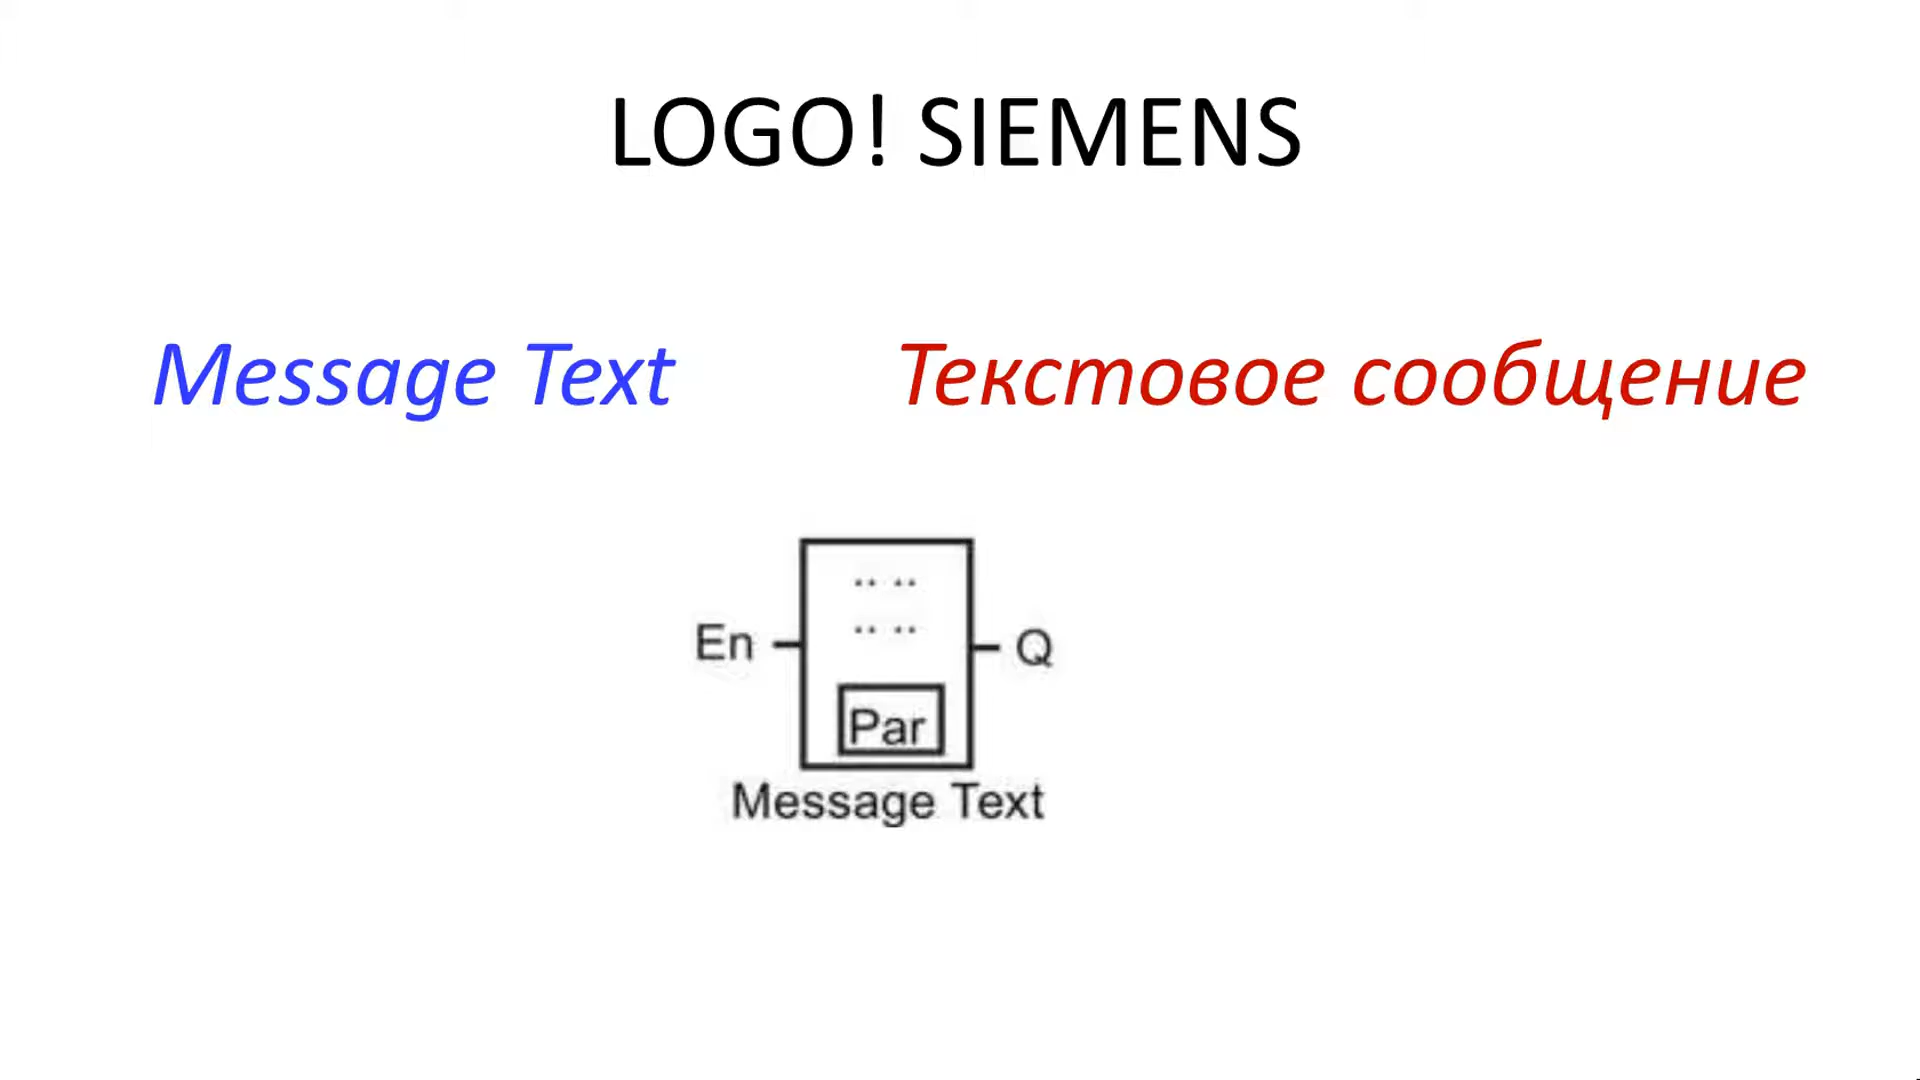 LOGO! SIEMENS
Message Text Текстовое сообщение
En Q
Par
Message Text